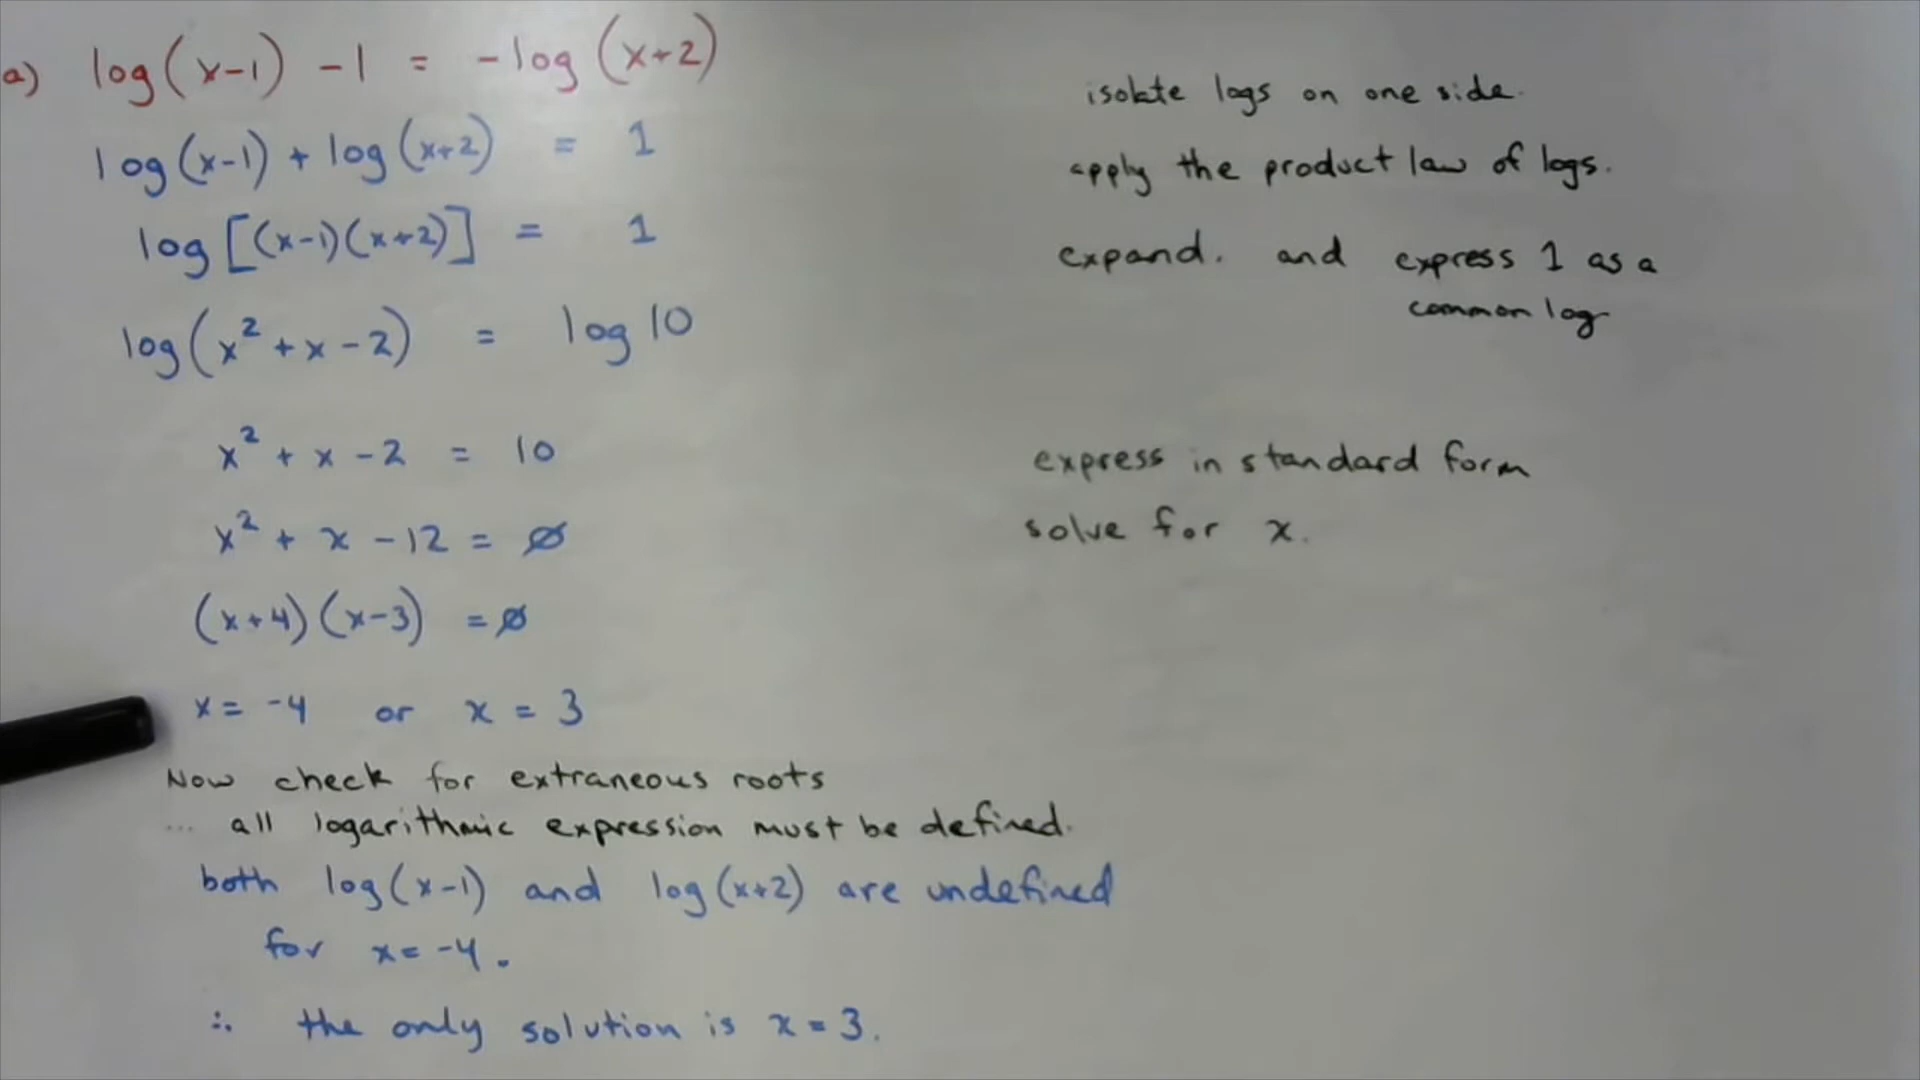 a) log(x-1) -1 = -log(x+2)
isolate logs on one side.
log(x-1) + log(x+2) = 1
apply the product law of logs.
log[(x-1)(x+2)] = 1
expand. and express 1 as a
common log
log(x² + x - 2) = log 10
x² + x - 2 = 10
express in standard form
x² + x - 12 = ∅
solve for x.
(x+4)(x-3) = ∅
x = -4 or x = 3
Now check for extraneous roots
... all logarithmic expression must be defined.
both log(x-1) and log(x+2) are undefined
for x = -4.
∴ the only solution is x = 3.